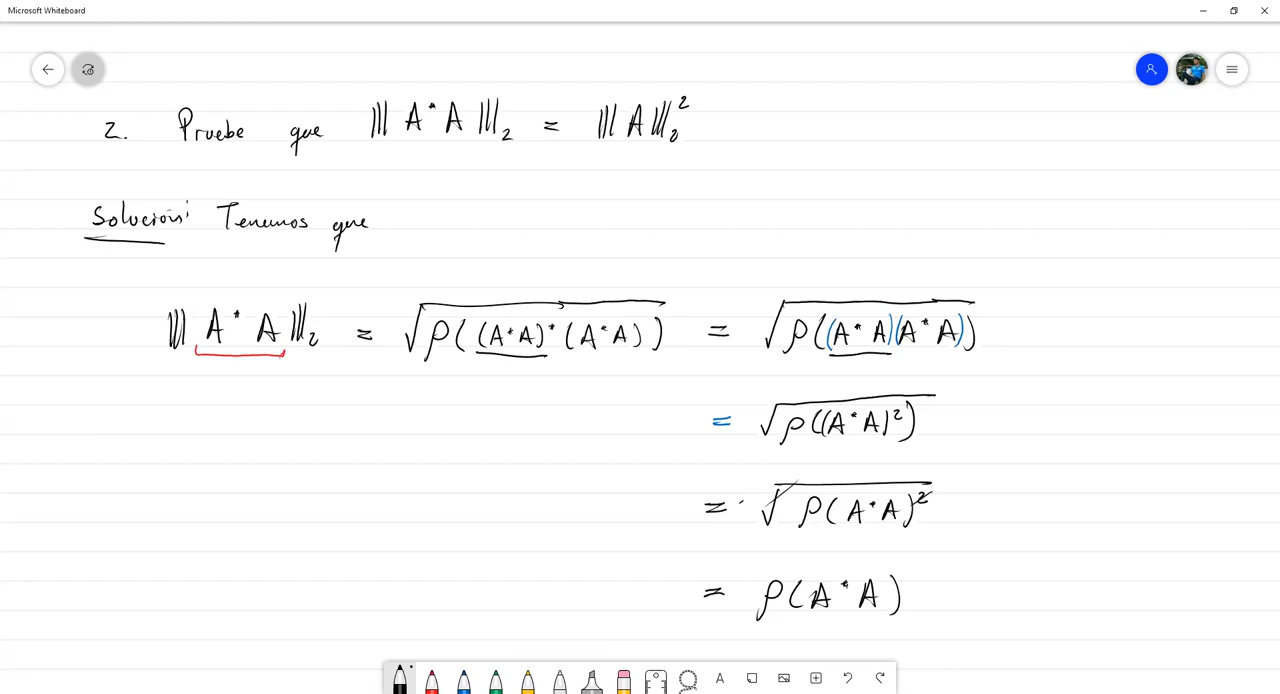 Microsoft Whiteboard
2. Pruebe que ||| A* A |||₂ = ||| A |||₂²
Solución: Tenemos que
||| A* A |||₂ = √ρ((A*A)*(A*A)) = √ρ((A*A)(A*A))
= √ρ((A*A)²)
= √ρ(A*A)²
= ρ(A*A)
A